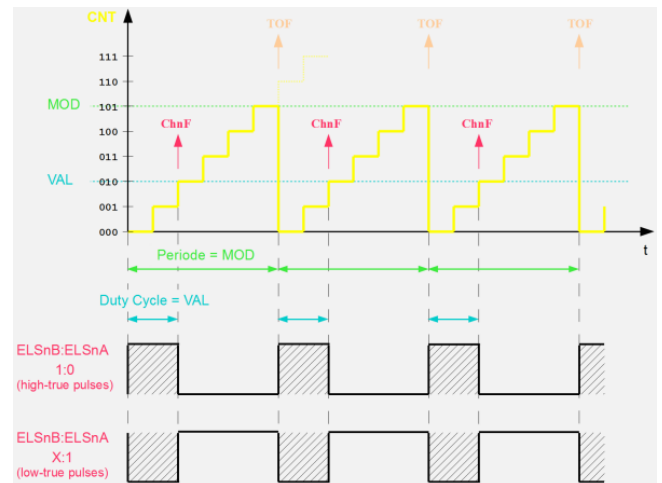 CNT
TOF TOF TOF
111
110
MOD 101
100 ChnF ChnF ChnF
011
VAL 010
001
000
t
Periode = MOD
Duty Cycle = VAL
ELSnB:ELSnA
1:0
(high-true pulses)
ELSnB:ELSnA
X:1
(low-true pulses)